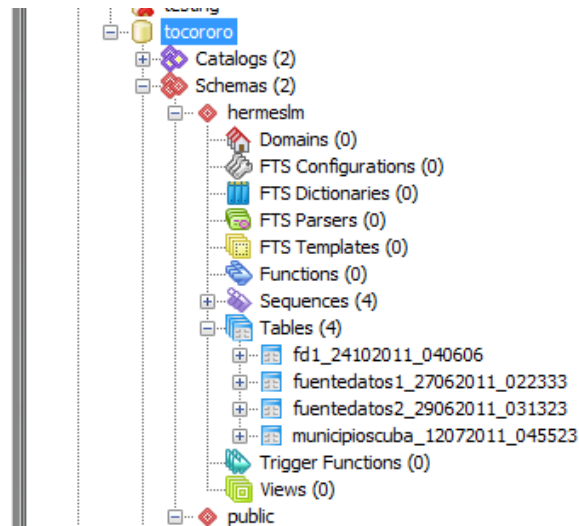 testing
tocororo
Catalogs (2)
Schemas (2)
hermeslm
Domains (0)
FTS Configurations (0)
FTS Dictionaries (0)
FTS Parsers (0)
FTS Templates (0)
Functions (0)
Sequences (4)
Tables (4)
fd1_24102011_040606
fuentedatos1_27062011_022333
fuentedatos2_29062011_031323
municipioscuba_12072011_045523
Trigger Functions (0)
Views (0)
public